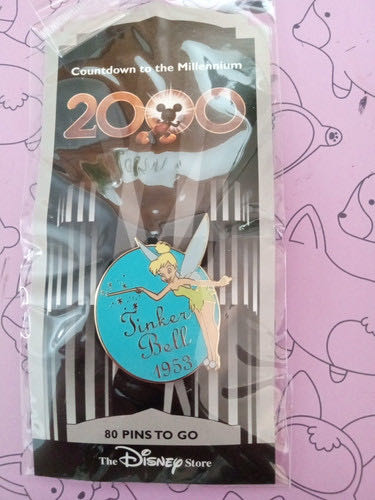 Countdown to the Millennium
2000
Tinker
Bell
1953
80 PINS TO GO
The Disney Store